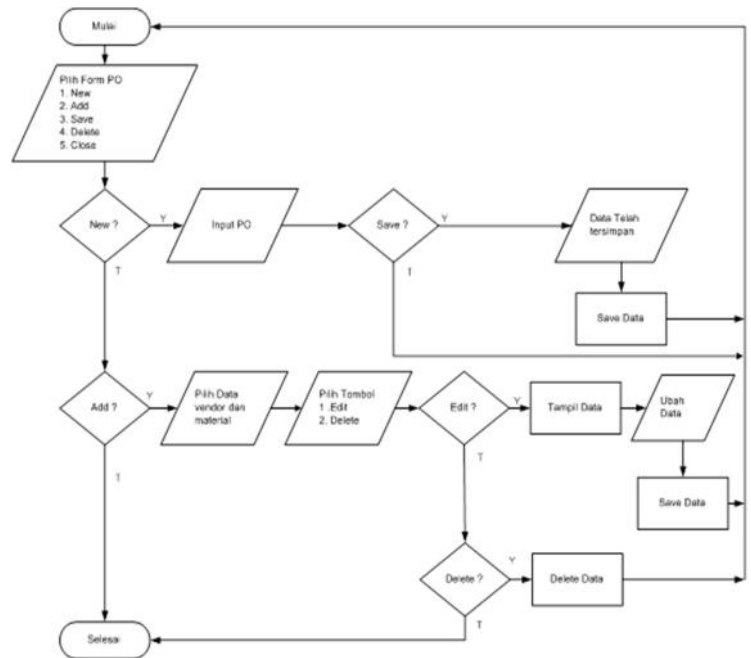 Mulai
Pilih Form PO
1. New
2. Add
3. Save
4. Delete
5. Close
New ?
Y
Input PO
Save ?
Y
Data Telah
tersimpan
T
T
Save Data
Add ?
Y
Pilih Data
vendor dan
material
Pilih Tombol
1 .Edit
2. Delete
Edit ?
Y
Tampil Data
Ubah
Data
T
T
Save Data
Delete ?
Y
Delete Data
T
Selesai